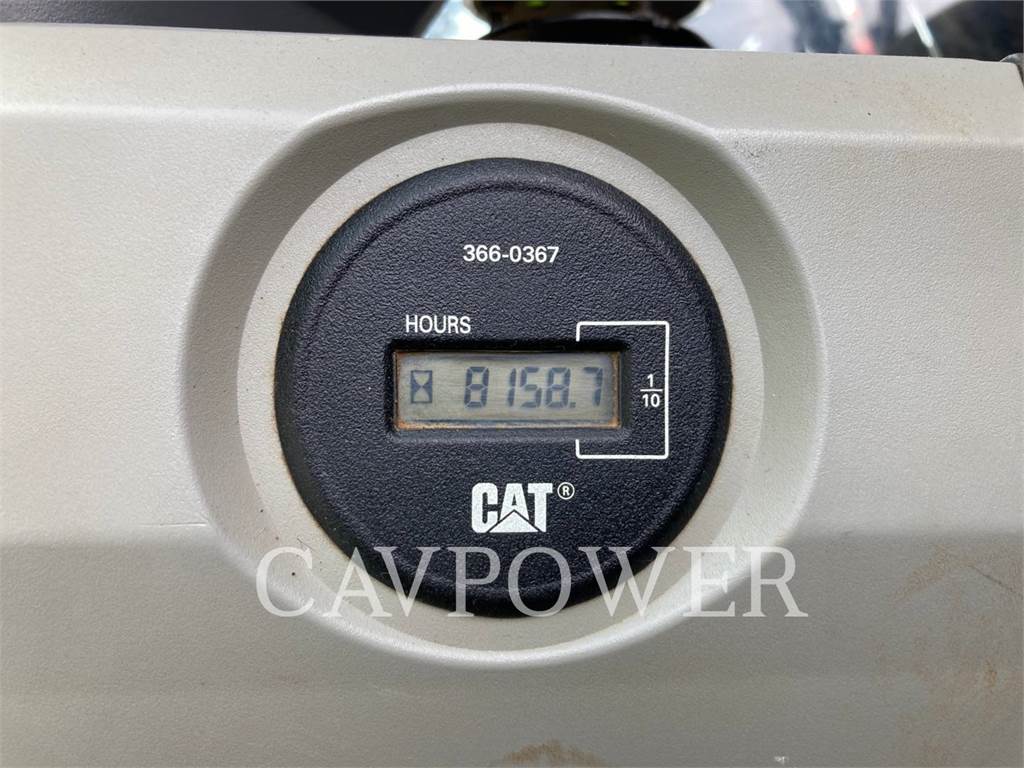 366-0367
HOURS
8158.7
1/10
CAT®
CAVPOWER